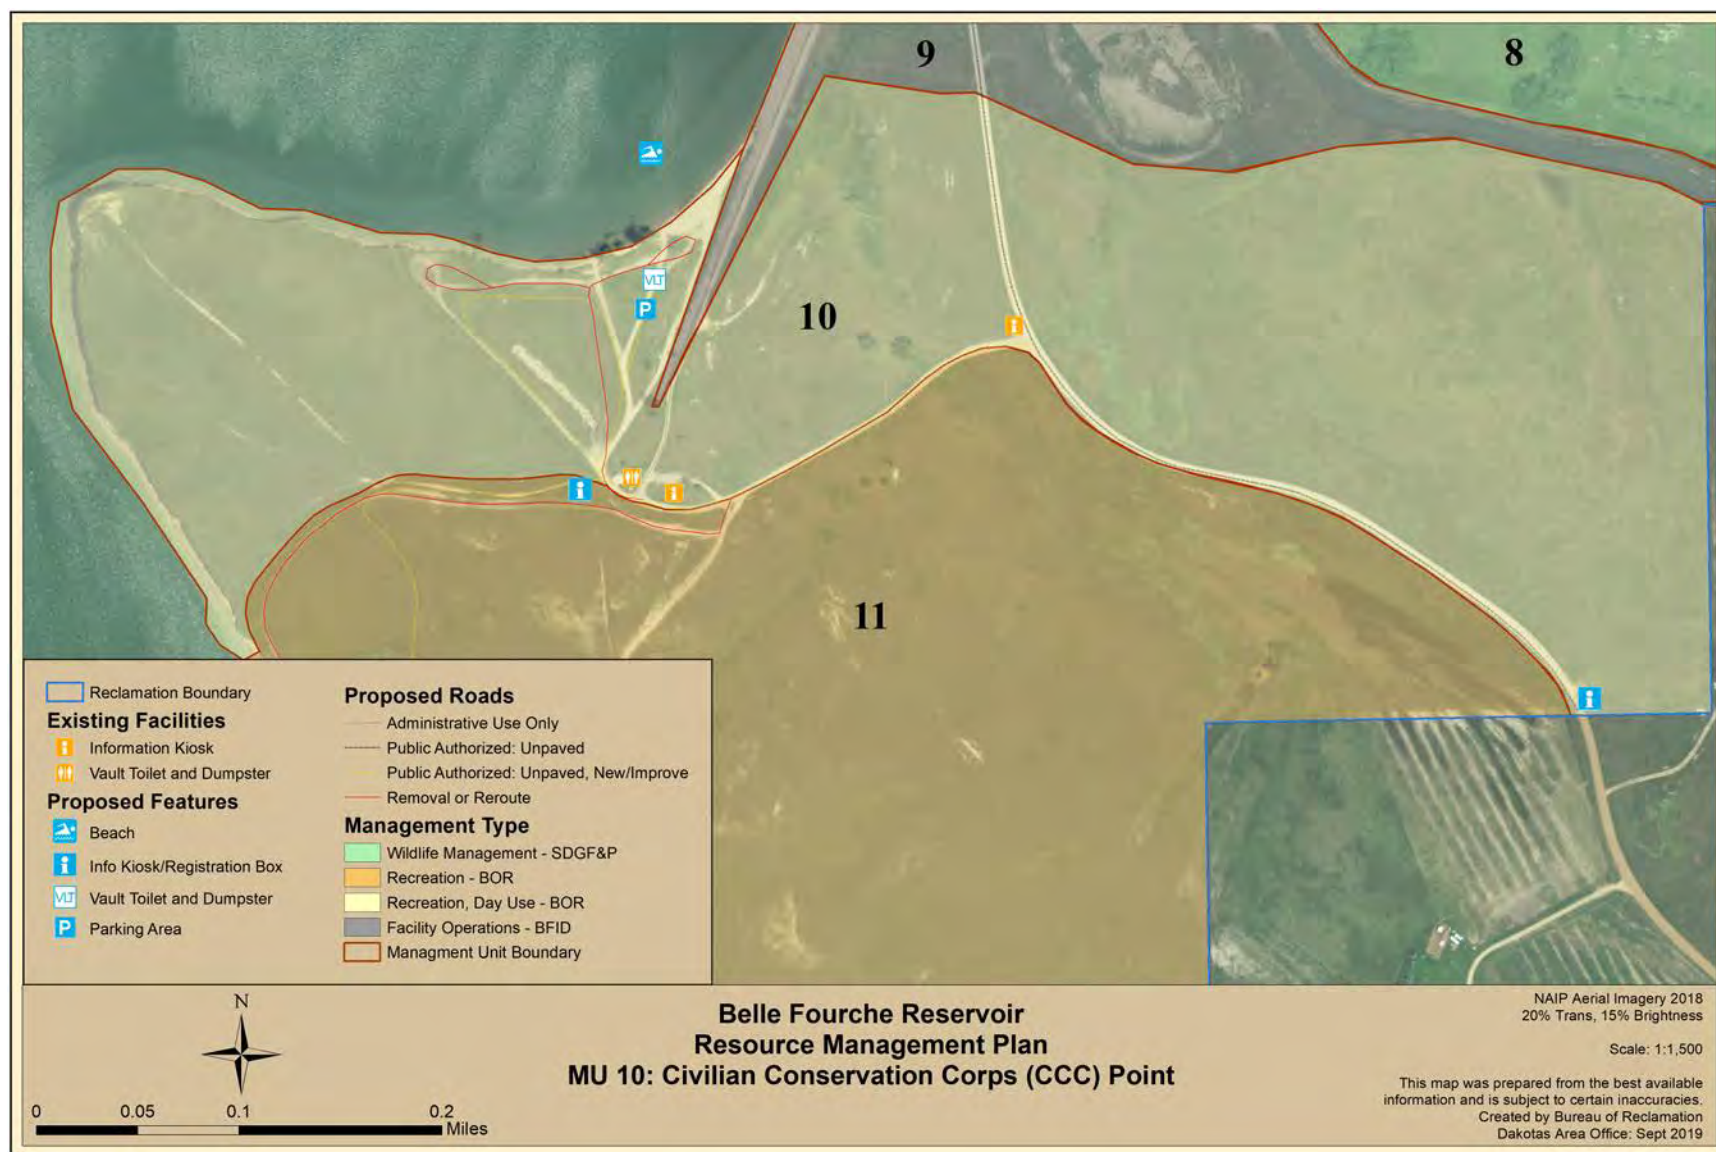 9
8
10
11
P
VLT
Reclamation Boundary
Existing Facilities
Information Kiosk
Vault Toilet and Dumpster
Proposed Features
Beach
Info Kiosk/Registration Box
VLT
Vault Toilet and Dumpster
P
Parking Area
Proposed Roads
Administrative Use Only
Public Authorized: Unpaved
Public Authorized: Unpaved, New/Improve
Removal or Reroute
Management Type
Wildlife Management - SDGF&P
Recreation - BOR
Recreation, Day Use - BOR
Facility Operations - BFID
Managment Unit Boundary
N
0 0.05 0.1 0.2
Miles
Belle Fourche Reservoir
Resource Management Plan
MU 10: Civilian Conservation Corps (CCC) Point
NAIP Aerial Imagery 2018
20% Trans, 15% Brightness
Scale: 1:1,500
This map was prepared from the best available
information and is subject to certain inaccuracies.
Created by Bureau of Reclamation
Dakotas Area Office: Sept 2019